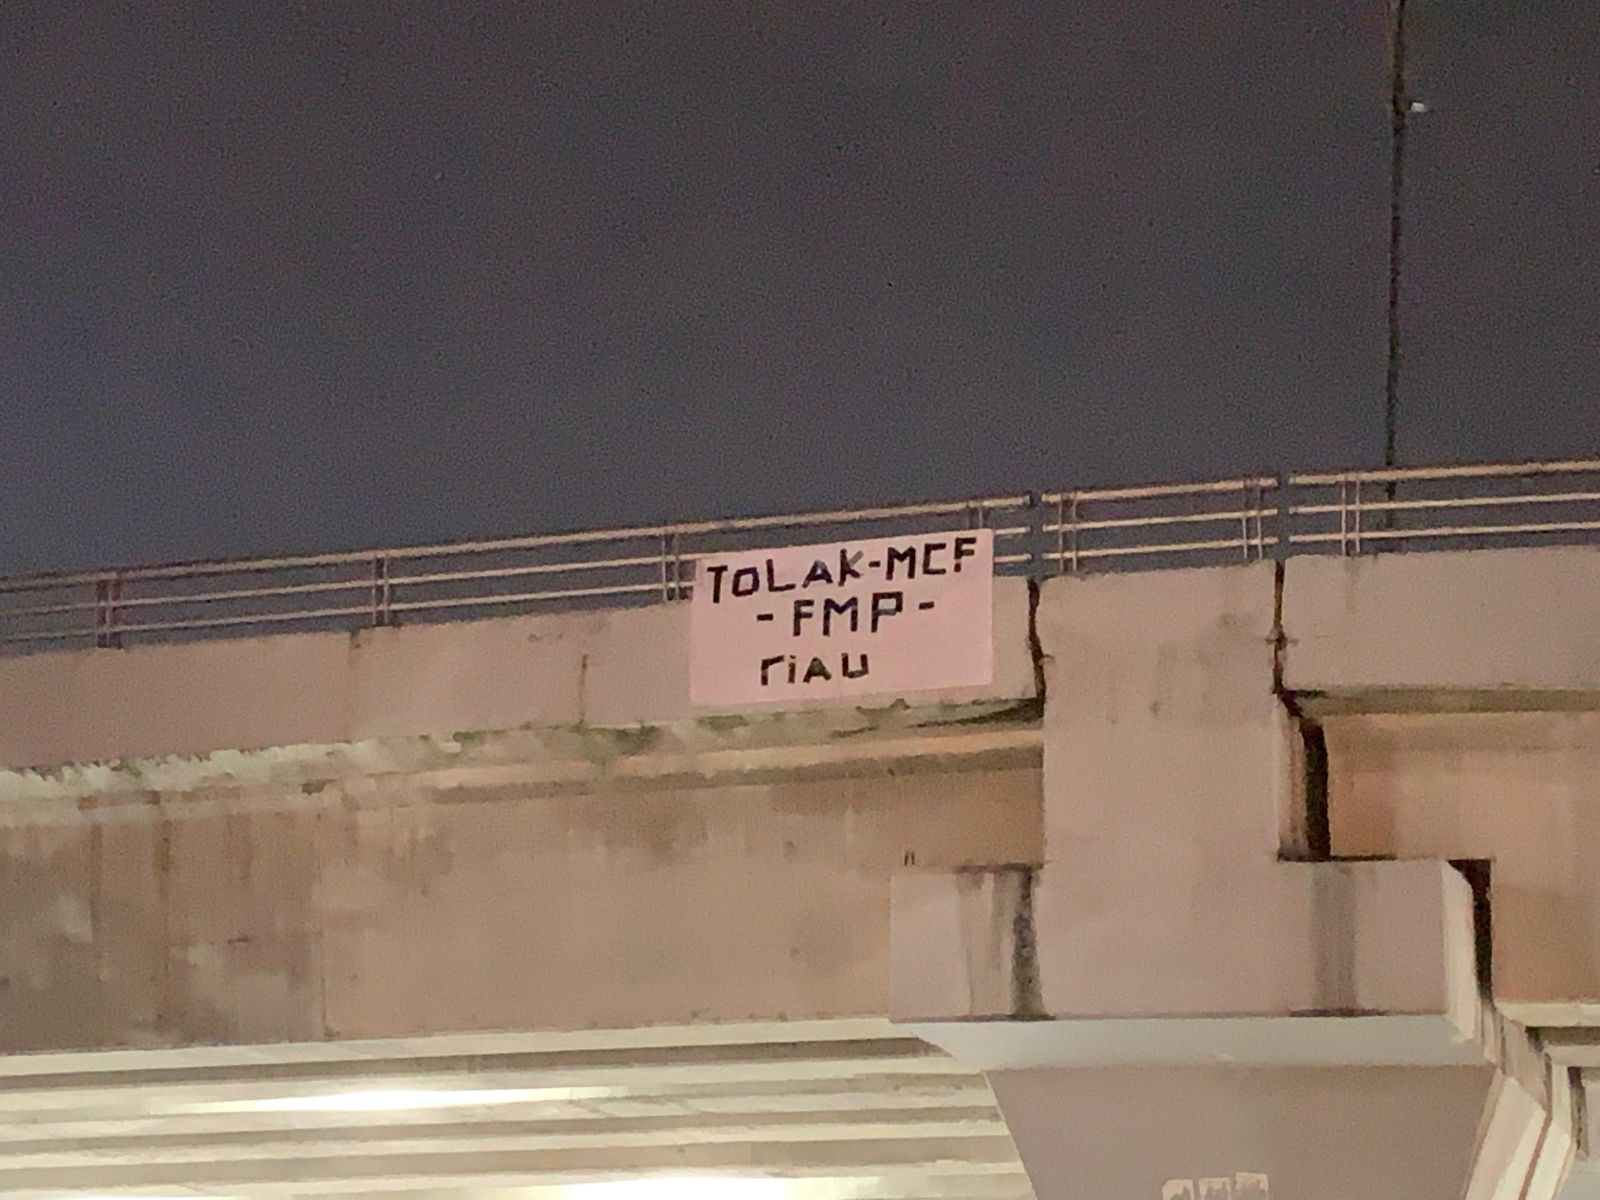 TOLAK-MCF
- FMP -
riAU